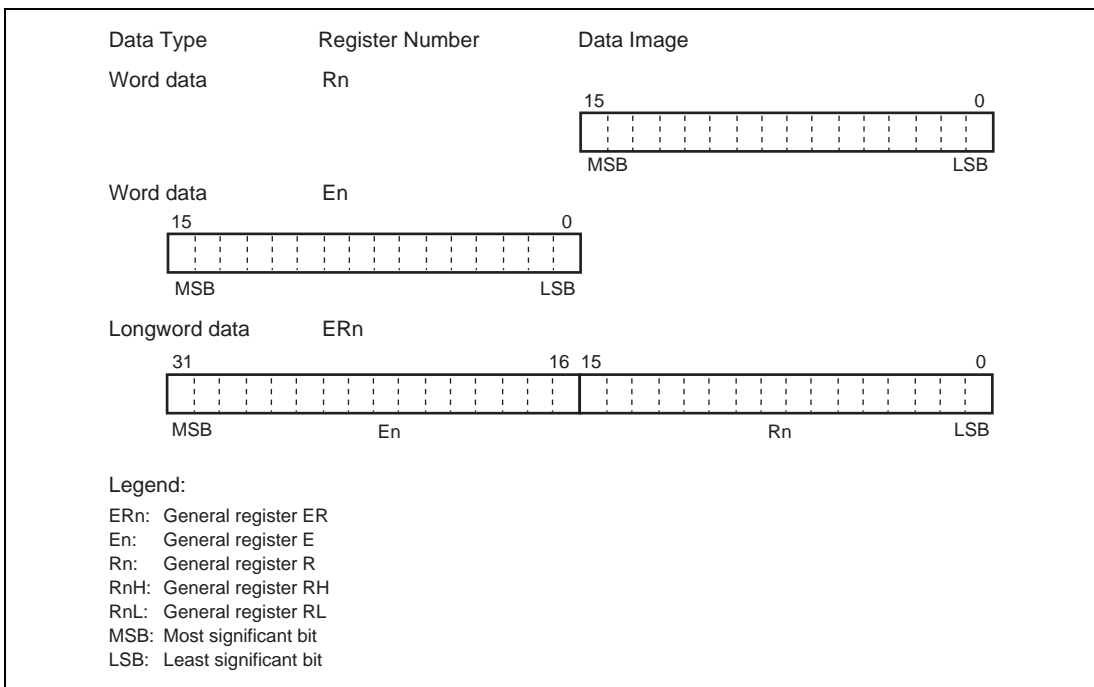 Data Type Register Number Data Image
Word data Rn
15 0
MSB LSB
Word data En
15 0
MSB LSB
Longword data ERn
31 16 15 0
MSB En Rn LSB
Legend:
ERn: General register ER
En: General register E
Rn: General register R
RnH: General register RH
RnL: General register RL
MSB: Most significant bit
LSB: Least significant bit